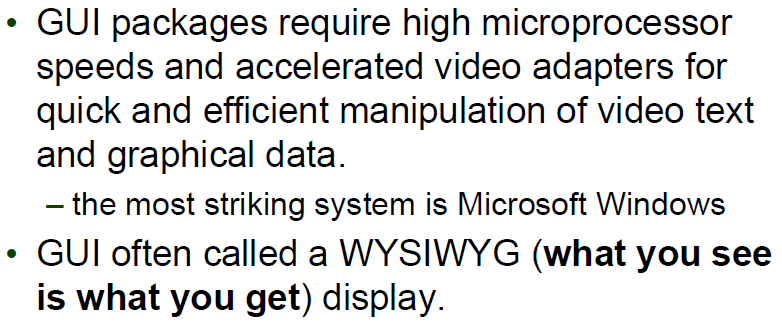 • GUI packages require high microprocessor
speeds and accelerated video adapters for
quick and efficient manipulation of video text
and graphical data.
– the most striking system is Microsoft Windows
• GUI often called a WYSIWYG (what you see
is what you get) display.